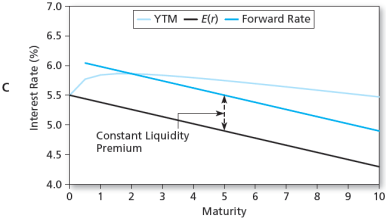 C
Interest Rate (%)
7.0
6.5
6.0
5.5
5.0
4.5
4.0
YTM E(r) Forward Rate
Constant Liquidity
Premium
0 1 2 3 4 5 6 7 8 9 10
Maturity